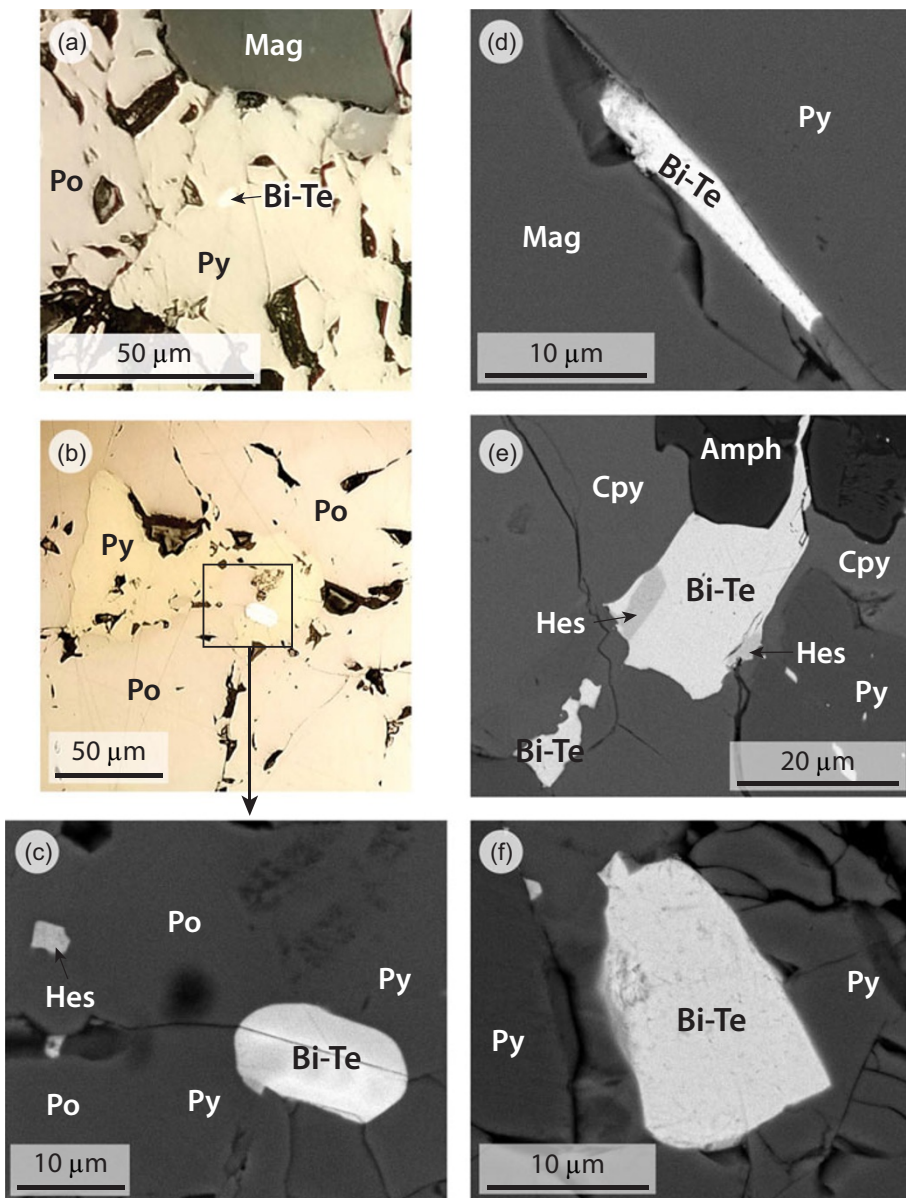 (a)
Mag
Po
Bi-Te
Py
50 μm
(b)
Po
Py
Po
50 μm
(c)
Po
Hes
Py
Bi-Te
Po
Py
10 μm
(d)
Py
Bi-Te
Mag
10 μm
(e)
Amph
Cpy
Cpy
Bi-Te
Hes
Hes
Py
Bi-Te
20 μm
(f)
Py
Bi-Te
Py
10 μm